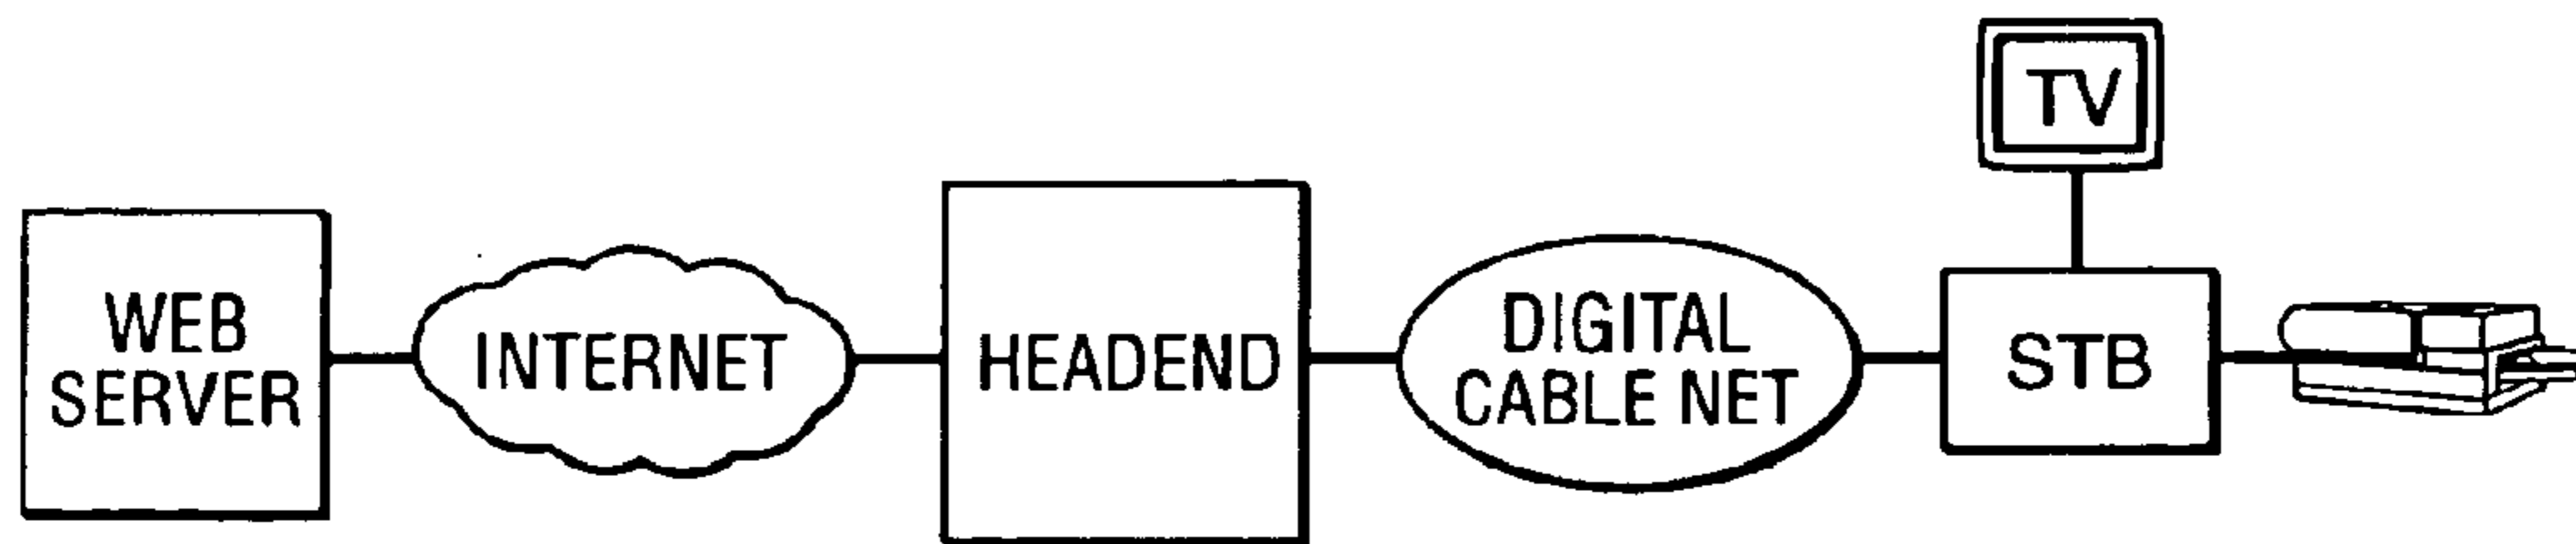 WEB
SERVER
INTERNET
HEADEND
DIGITAL
CABLE NET
TV
STB